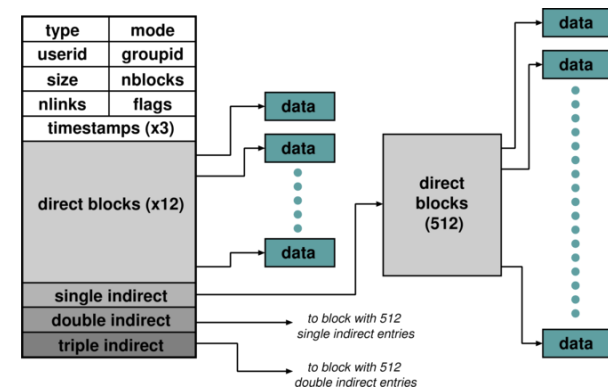 type mode
userid groupid
size nblocks
nlinks flags
timestamps (x3)
direct blocks (x12)
single indirect
double indirect
triple indirect
data
data
data
to block with 512
single indirect entries
to block with 512
double indirect entries
direct
blocks
(512)
data
data
data